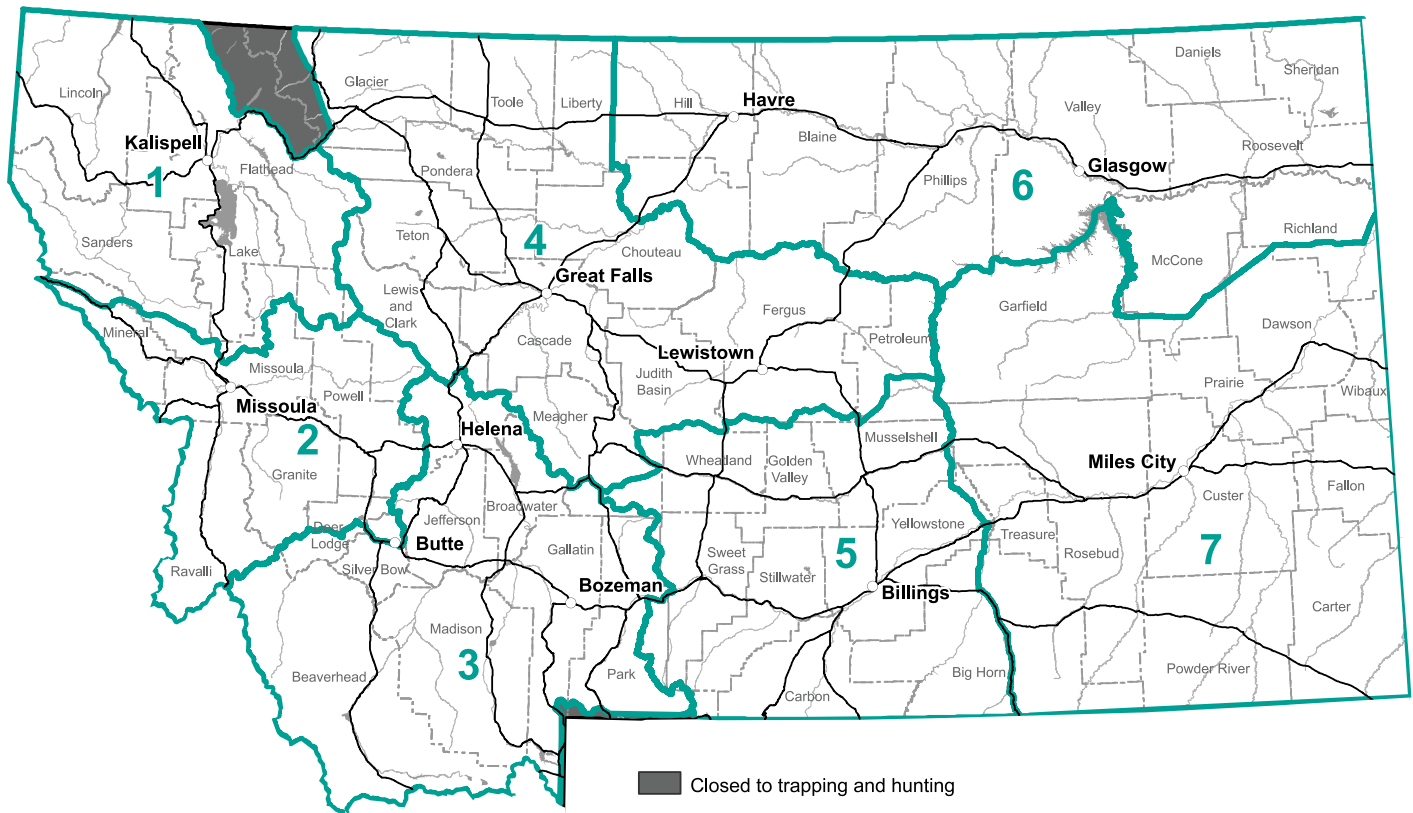 Daniels
Sheridan
Glacier
Lincoln
Toole
Liberty
Hill
Havre
Valley
Blaine
Kalispell
Roosevelt
1
Flathead
Pondera
Phillips
6
Glasgow
Sanders
Lake
Teton
4
Chouteau
Richland
McCone
Great Falls
Lewis
and
Clark
Garfield
Fergus
Mineral
Cascade
Petroleum
Dawson
Missoula
Lewistown
Judith
Basin
Powell
Prairie
Wibaux
Missoula
2
Helena
Meagher
Musselshell
Wheatland
Golden
Valley
Miles City
Granite
Custer
Fallon
Broadwater
Jefferson
Yellowstone
Deer
Lodge
Butte
Gallatin
Sweet
Grass
5
Treasure
Rosebud
7
Ravalli
Silver Bow
Stillwater
Bozeman
Billings
Carter
Madison
3
Beaverhead
Park
Carbon
Big Horn
Powder River
Closed to trapping and hunting